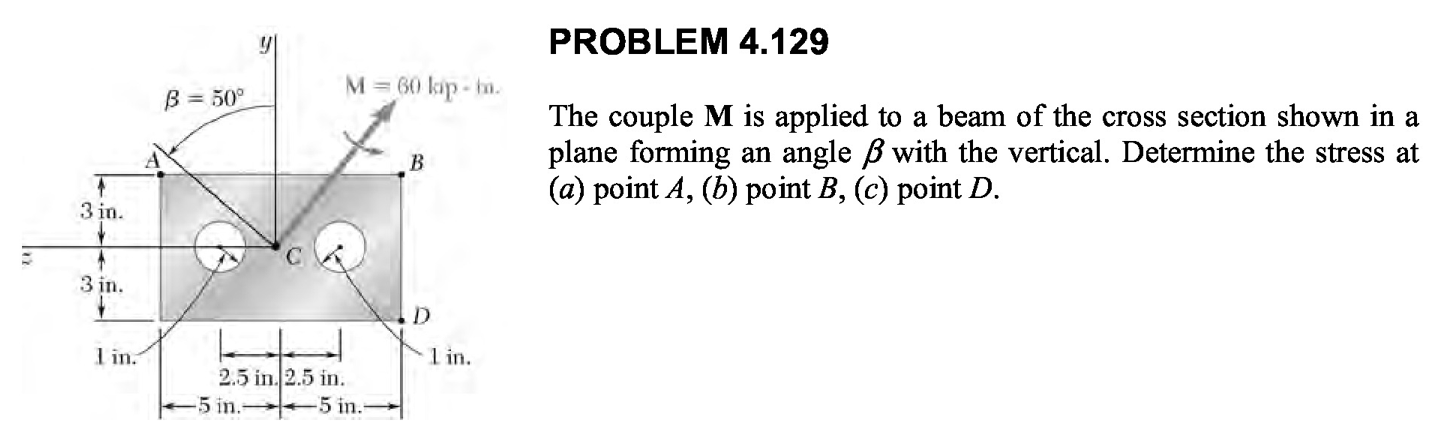 PROBLEM 4.129
The couple M is applied to a beam of the cross section shown in a
plane forming an angle β with the vertical. Determine the stress at
(a) point A, (b) point B, (c) point D.
y
β = 50°
M = 60 kip - in.
A
B
3 in.
C
z
3 in.
D
1 in.
1 in.
2.5 in. 2.5 in.
5 in. 5 in.